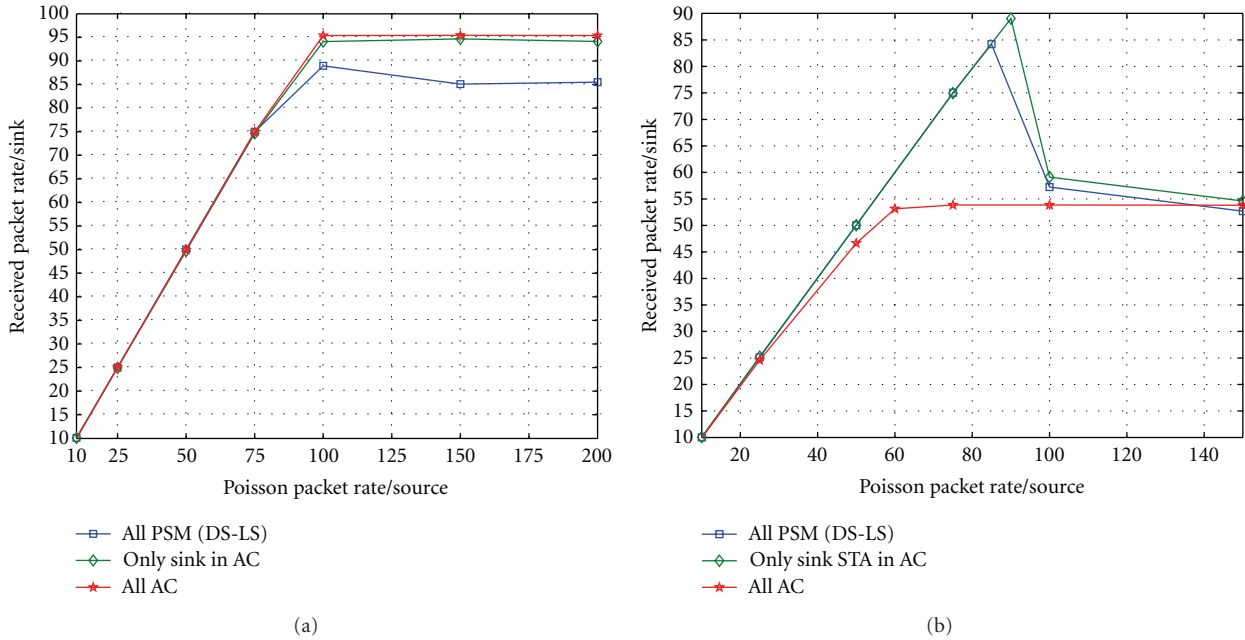 100
95
90
85
80
75
70
65
60
55
50
45
40
35
30
25
20
15
10
Received packet rate/sink
10 25 50 75 100 150 200
Poisson packet rate/source
All PSM (DS-LS)
Only sink in AC
All AC
(a)
90
85
80
75
70
65
60
55
50
45
40
35
30
25
20
15
10
Received packet rate/sink
20 40 60 80 100 120 140
Poisson packet rate/source
All PSM (DS-LS)
Only sink STA in AC
All AC
(b)